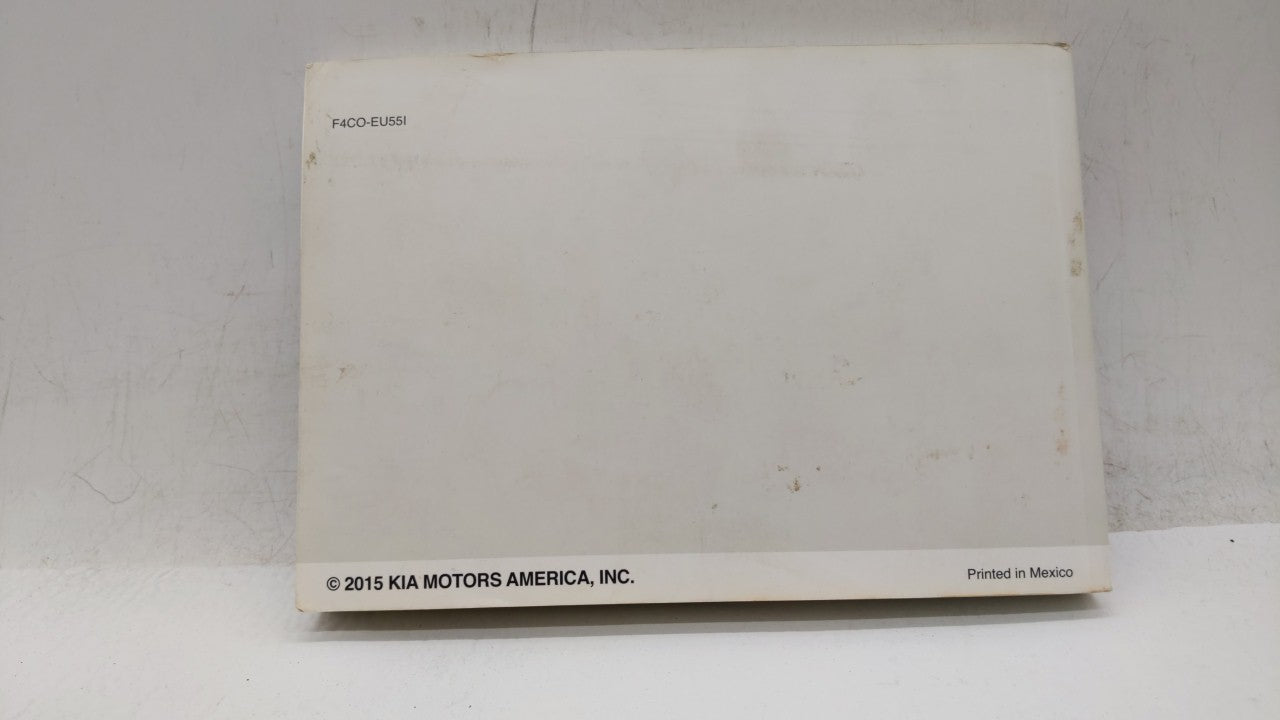 F4CO-EU55I
© 2015 KIA MOTORS AMERICA, INC.
Printed in Mexico